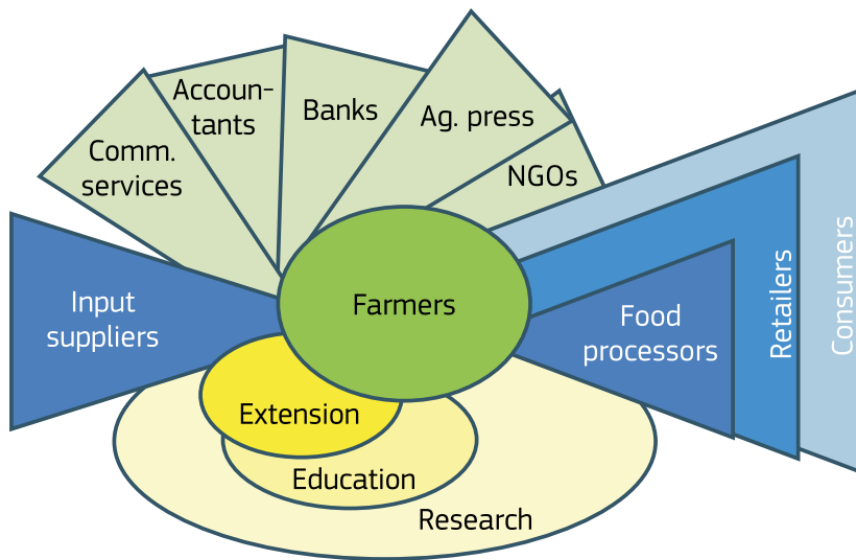 Accoun-
tants
Banks
Ag. press
Comm.
services
NGOs
Input
suppliers
Farmers
Food
processors
Retailers
Consumers
Extension
Education
Research